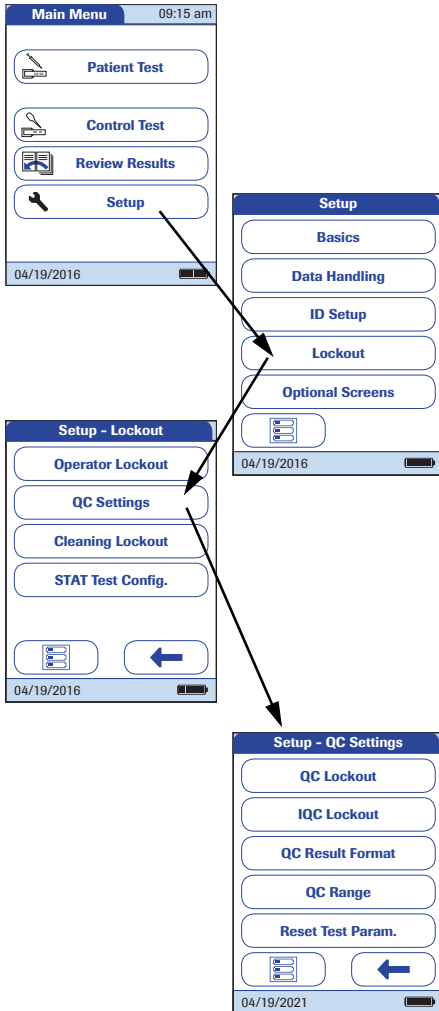 Main Menu 09:15 am
Patient Test
Control Test
Review Results
Setup
04/19/2016
Setup
Basics
Data Handling
ID Setup
Lockout
Optional Screens
04/19/2016
Setup - Lockout
Operator Lockout
QC Settings
Cleaning Lockout
STAT Test Config.
04/19/2016
Setup - QC Settings
QC Lockout
IQC Lockout
QC Result Format
QC Range
Reset Test Param.
04/19/2021